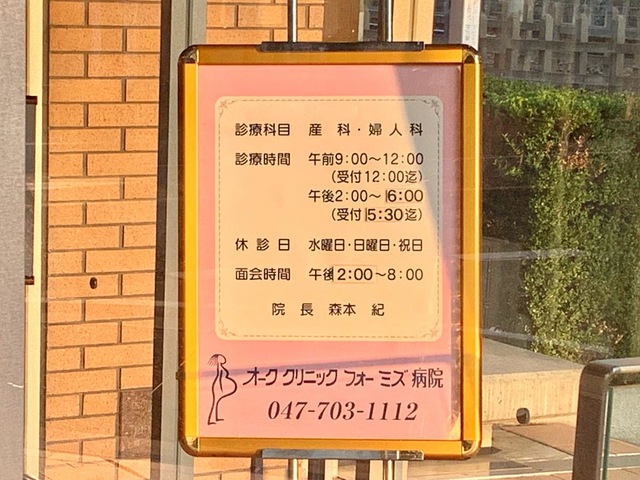 診療科目 産科・婦人科
診療時間 午前9:00〜12:00
(受付12:00迄)
午後2:00〜6:00
(受付5:30迄)
休診日 水曜日・日曜日・祝日
面会時間 午後2:00〜8:00
院長 森本 紀
オーククリニックフォーミズ病院
047-703-1112